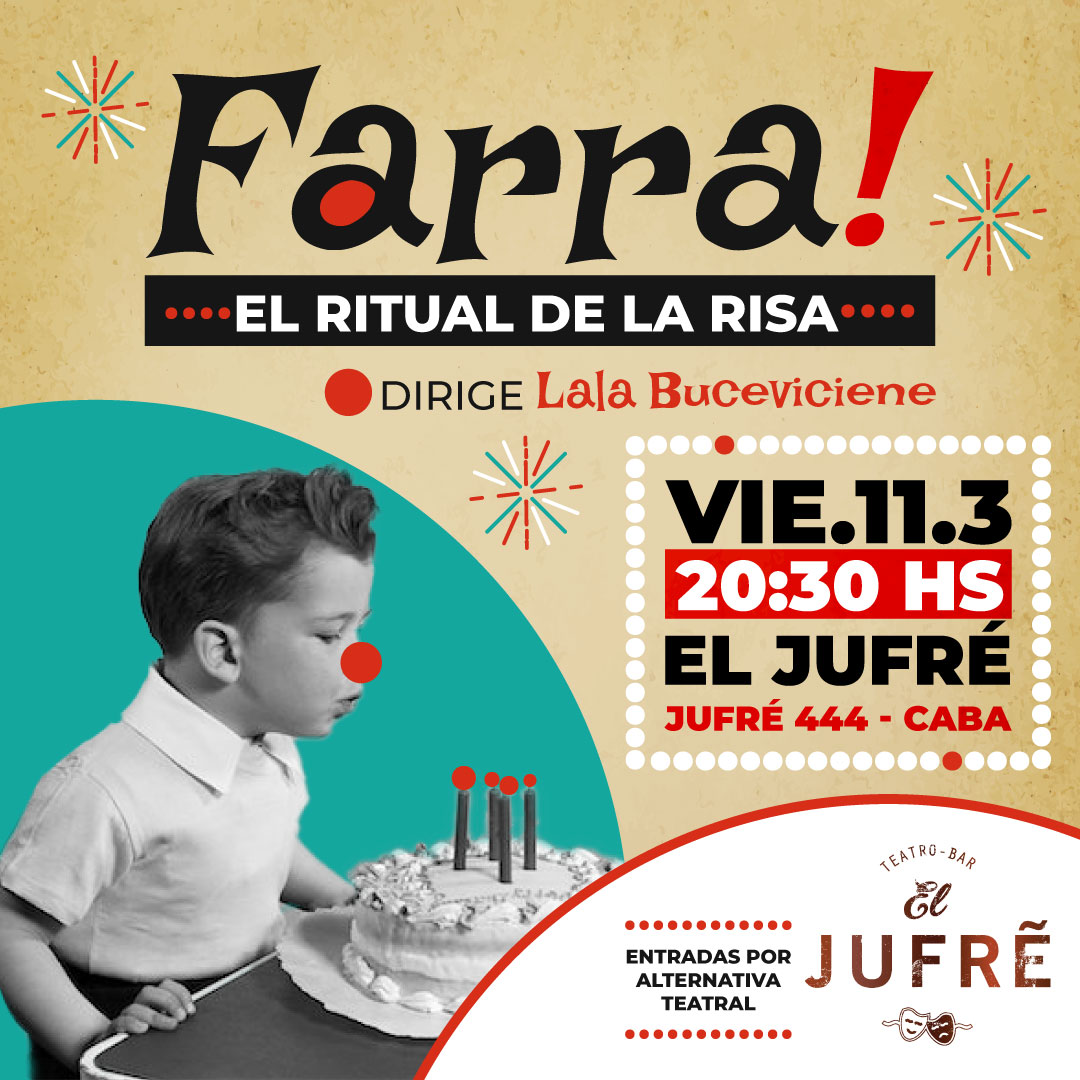 Farra!
EL RITUAL DE LA RISA
DIRIGE Lala Buceviciene
VIE.11.3
20:30 HS
EL JUFRÉ
JUFRÉ 444 - CABA
ENTRADAS POR
ALTERNATIVA
TEATRAL
TEATRO-BAR
El
JUFRẼ